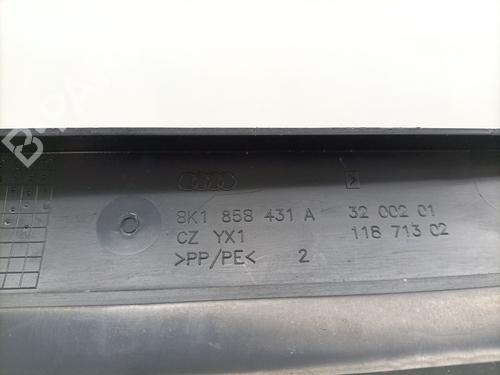 8K1 858 431 A 32 002 01
CZ YX1 118 713 02
>PP/PE< 2